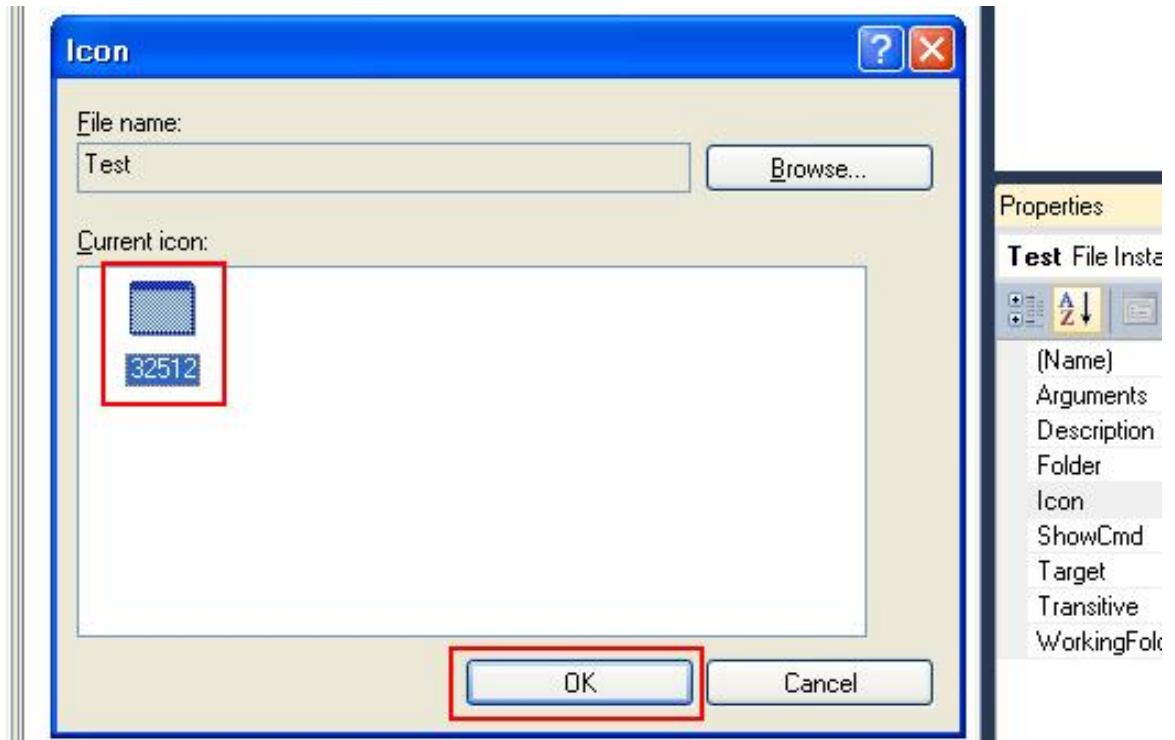 Icon
File name:
Test
Browse...
Current icon:
32512
OK
Cancel
Properties
Test File Insta
(Name)
Arguments
Description
Folder
Icon
ShowCmd
Target
Transitive
WorkingFol